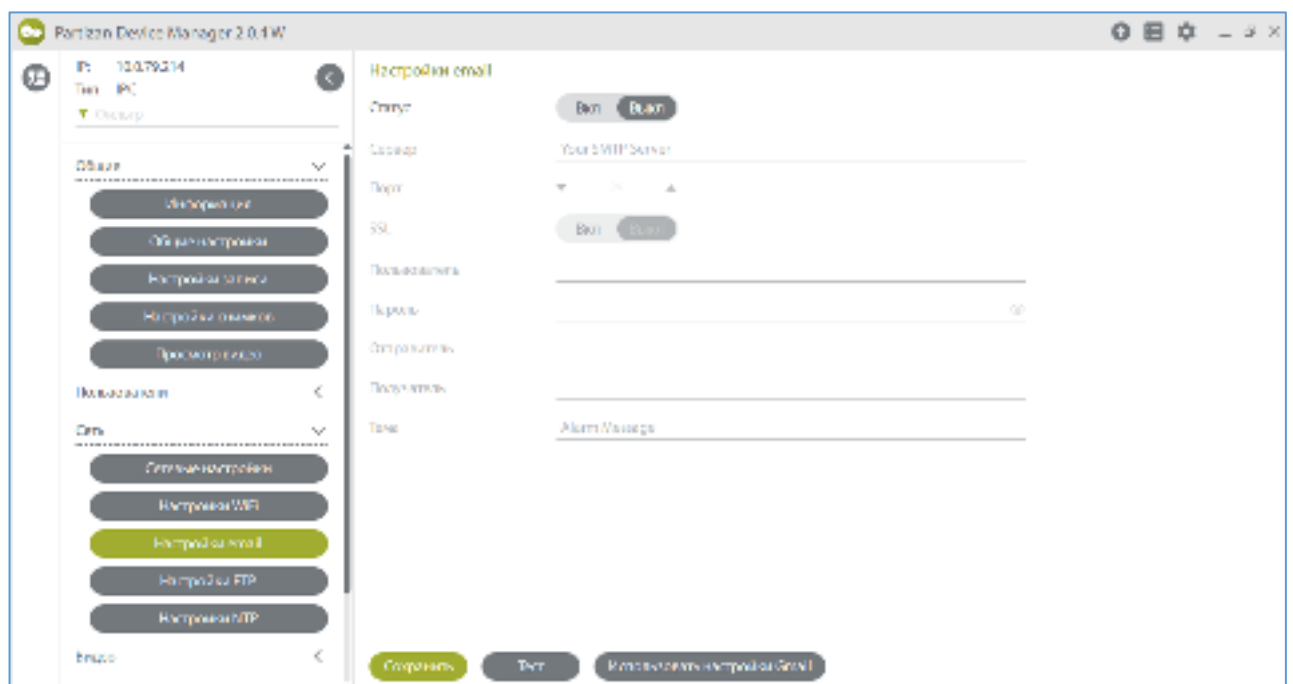 Partizan Device Manager 2.0.4 W
IP: 10.0.79.214
Тип: IPC
Фильтр
Общие
Информация
Общие настройки
Настройки записи
Настройки снимков
Просмотр видео
Пользователи
Сеть
Сетевые настройки
Настройки WiFi
Настройки email
Настройки FTP
Настройки NTP
Видео
Настройки email
Статус Вкл Выкл
Сервер Your SMTP Server
Порт
SSL Вкл Выкл
Пользователь
Пароль
Отправитель
Получатель
Тема Alarm Message
Сохранить Тест Использовать настройки Gmail